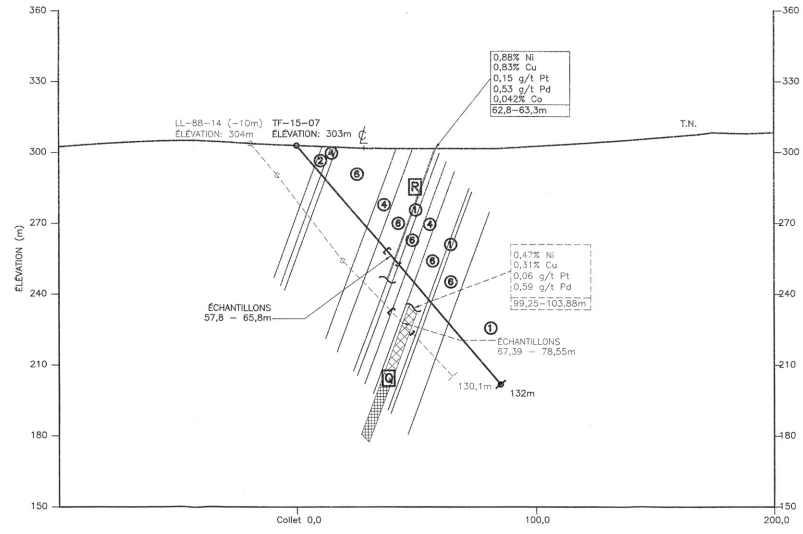 360
360
0,88% Ni
0,83% Cu
0,15 g/t Pt
0,53 g/t Pd
0,042% Co
62,8–63,3m
330
330
LL-88-14 (-10m) TF-15-07
ÉLÉVATION: 304m ÉLÉVATION: 303m ℄
T.N.
300
300
2 4
6
R
4 1
6 4
6 1
6
6
270
270
ÉLÉVATION (m)
0,47% Ni
0,31% Cu
0,06 g/t Pt
0,59 g/t Pd
99,25–103,88m
240
240
ÉCHANTILLONS
57,8 – 65,8m
1
ÉCHANTILLONS
67,39 – 78,55m
210
210
Q
130,1m
132m
180
180
150
150
Collet 0,0
100,0
200,0